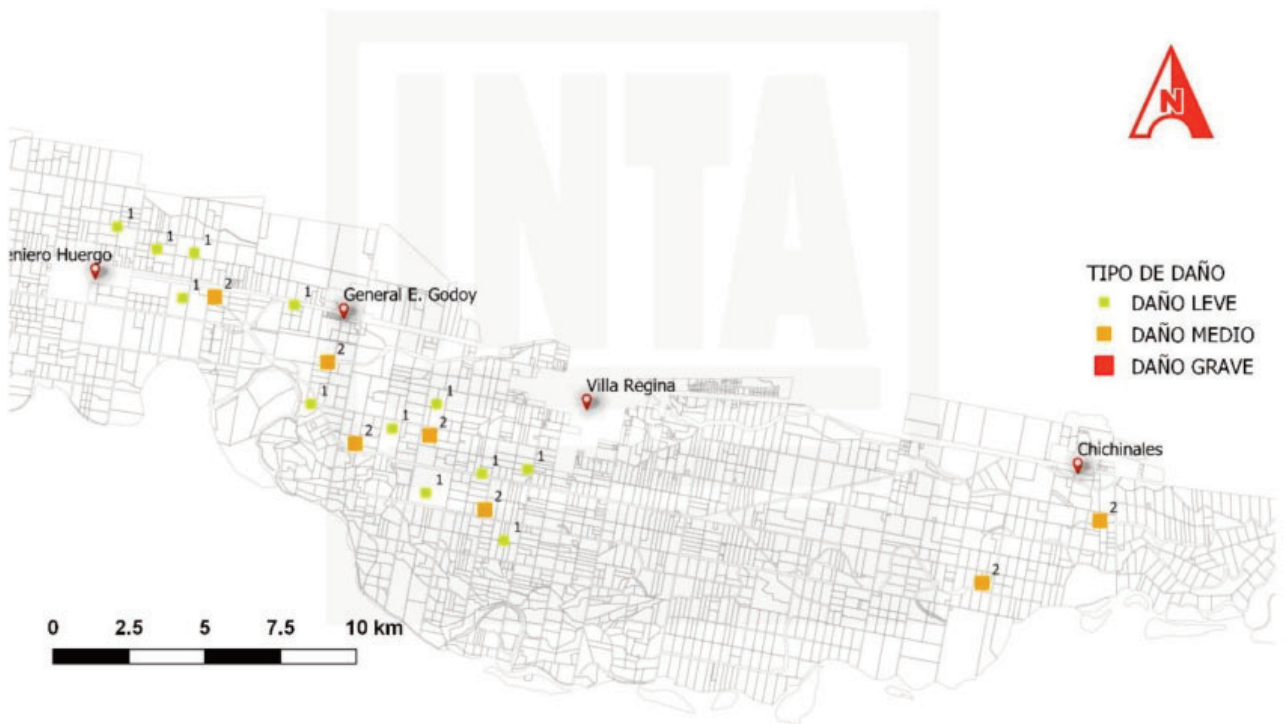 INTA
N
1
1
1
eniero Huergo
1
2
1
General E. Godoy
TIPO DE DAÑO
DAÑO LEVE
DAÑO MEDIO
DAÑO GRAVE
2
Villa Regina
1
1
1
2
2
Chichinales
1
1
1
2
2
1
2
0 2.5 5 7.5 10 km